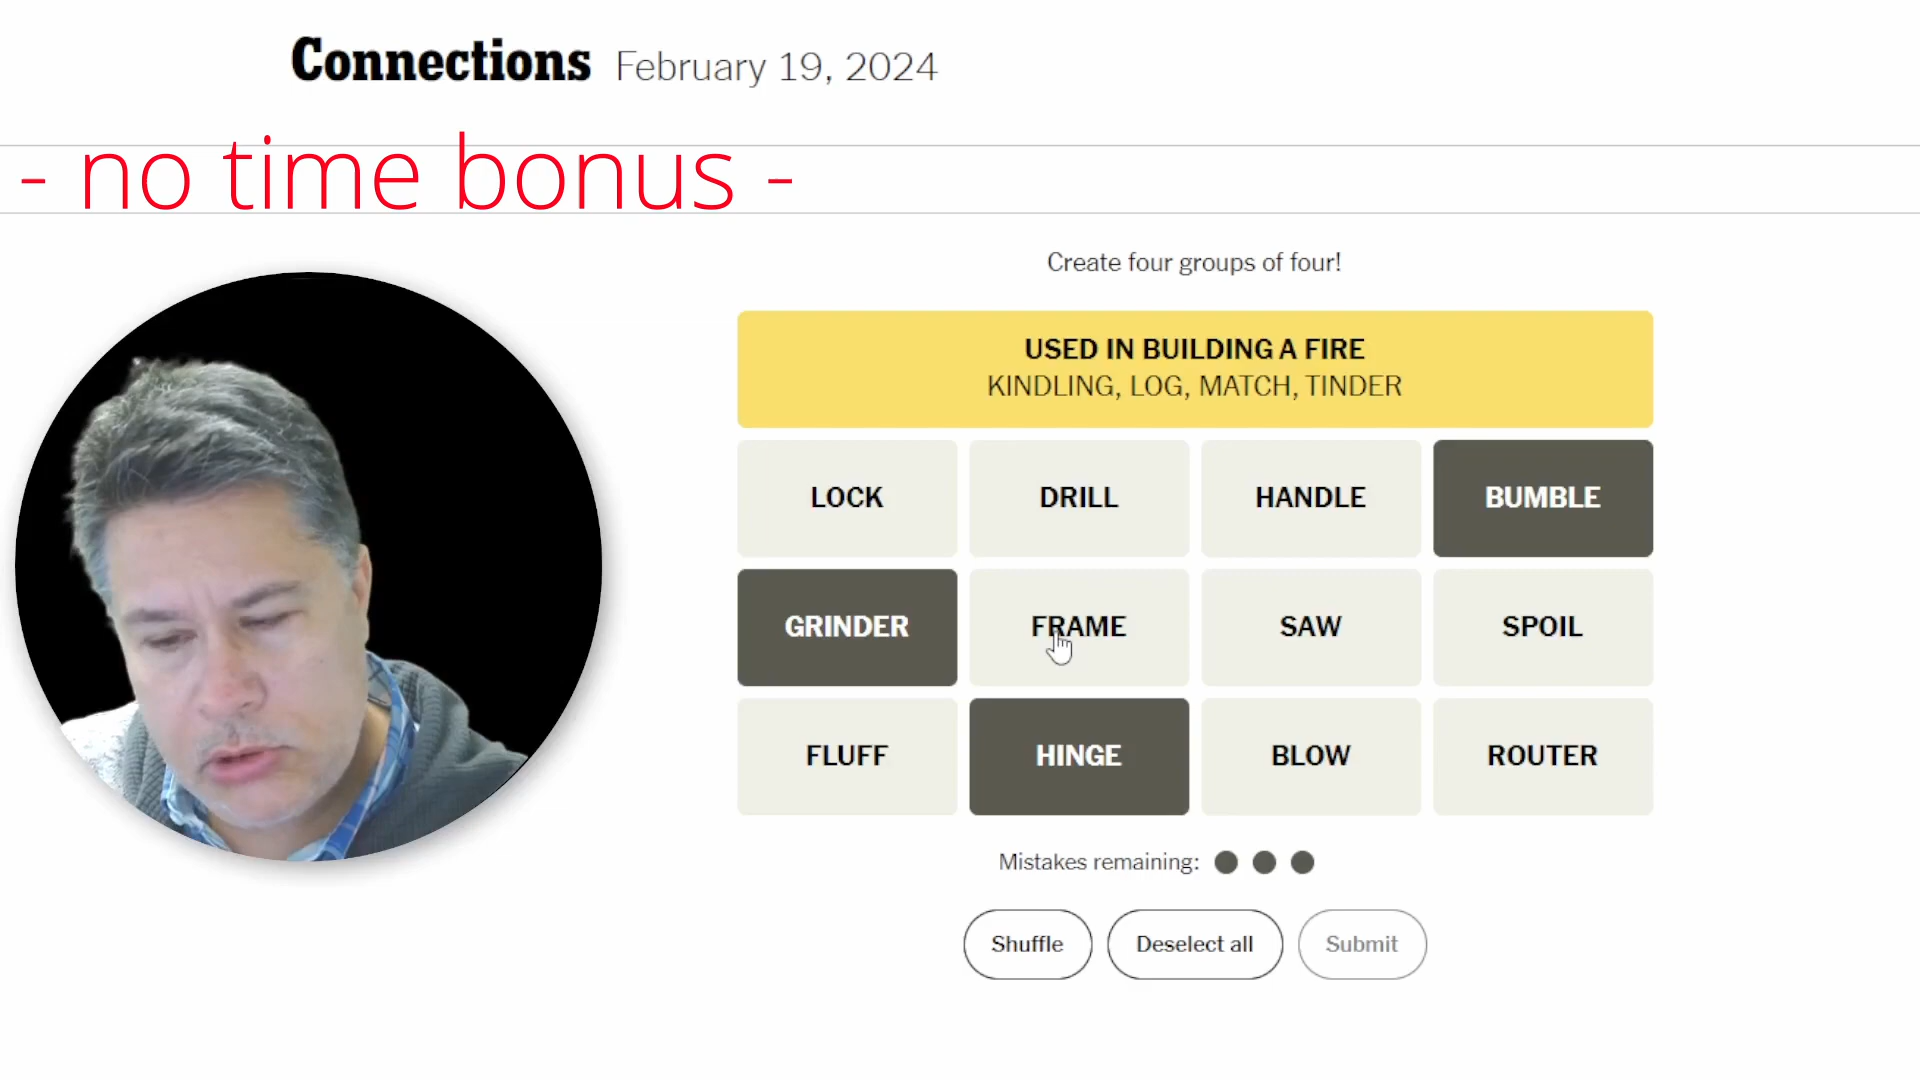 Connections February 19, 2024
- no time bonus -
Create four groups of four!
USED IN BUILDING A FIRE
KINDLING, LOG, MATCH, TINDER
LOCK DRILL HANDLE BUMBLE
GRINDER FRAME SAW SPOIL
FLUFF HINGE BLOW ROUTER
Mistakes remaining:
Shuffle Deselect all Submit